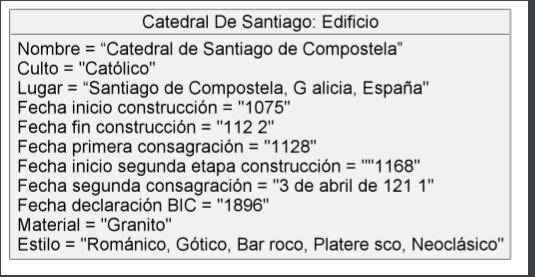 Catedral De Santiago: Edificio
Nombre = “Catedral de Santiago de Compostela”
Culto = "Católico"
Lugar = “Santiago de Compostela, G alicia, España"
Fecha inicio construcción = "1075"
Fecha fin construcción = "112 2"
Fecha primera consagración = "1128"
Fecha inicio segunda etapa construcción = ""1168"
Fecha segunda consagración = "3 de abril de 121 1"
Fecha declaración BIC = "1896"
Material = "Granito"
Estilo = "Románico, Gótico, Bar roco, Platere sco, Neoclásico"